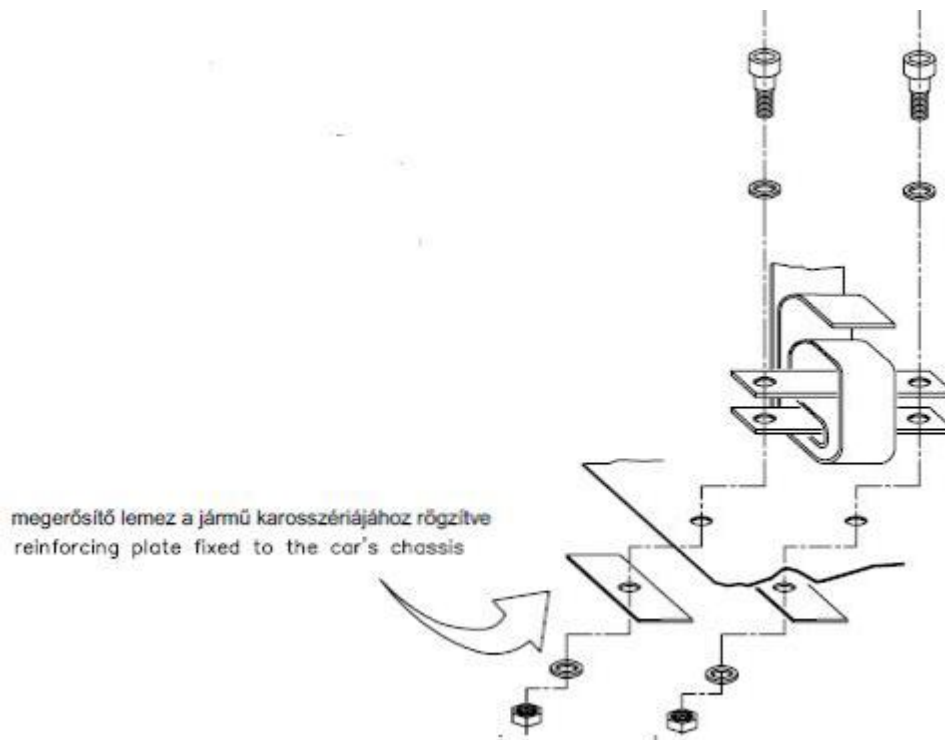 megerősítő lemez a jármű karosszériájához rögzítve
reinforcing plate fixed to the car's chassis